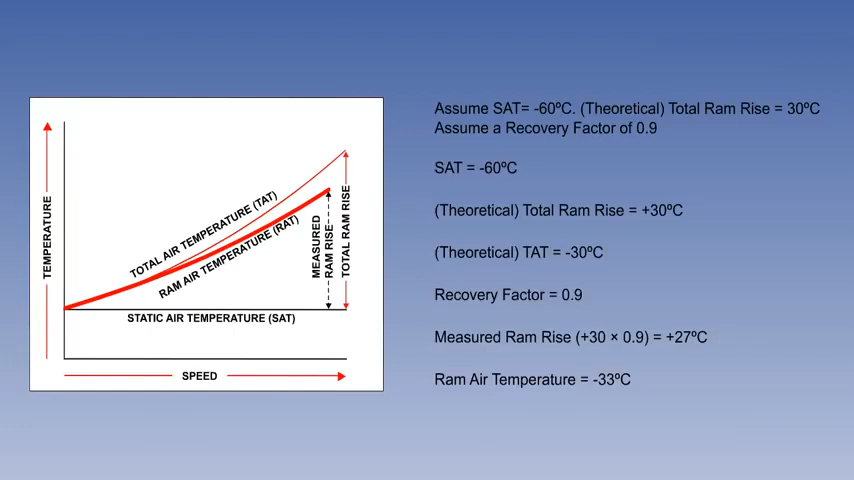 TEMPERATURE
TOTAL AIR TEMPERATURE (TAT)
RAM AIR TEMPERATURE (RAT)
MEASURED
RAM RISE
TOTAL RAM RISE
STATIC AIR TEMPERATURE (SAT)
SPEED
Assume SAT= -60ºC. (Theoretical) Total Ram Rise = 30ºC
Assume a Recovery Factor of 0.9
SAT = -60ºC
(Theoretical) Total Ram Rise = +30ºC
(Theoretical) TAT = -30ºC
Recovery Factor = 0.9
Measured Ram Rise (+30 × 0.9) = +27ºC
Ram Air Temperature = -33ºC